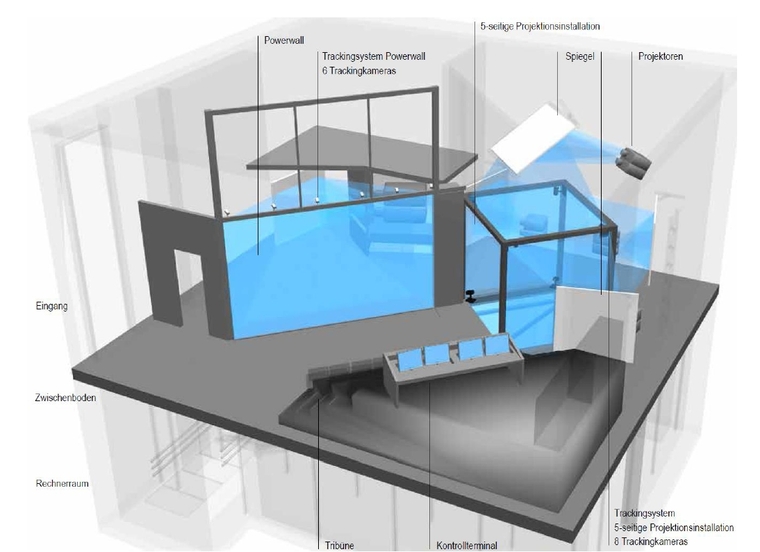 5-seitige Projektionsinstallation
Powerwall
Trackingsystem Powerwall
6 Trackingkameras
Spiegel
Projektoren
Eingang
Zwischenboden
Rechnerraum
Trackingsystem
5-seitige Projektionsinstallation
8 Trackingkameras
Tribüne
Kontrollterminal